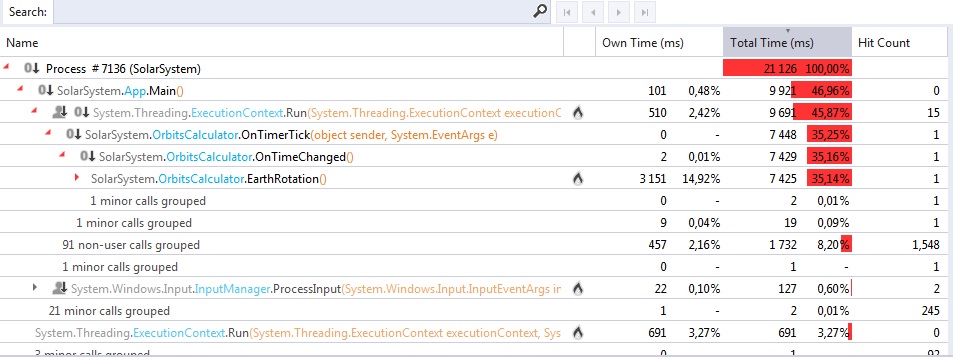 Search:
Name Own Time (ms) Total Time (ms) Hit Count
Process #7136 (SolarSystem) 21 126 100,00%
SolarSystem.App.Main() 101 0,48% 9 921 46,96% 0
System.Threading.ExecutionContext.Run(System.Threading.ExecutionContext executionC 510 2,42% 9 691 45,87% 15
SolarSystem.OrbitsCalculator.OnTimerTick(object sender, System.EventArgs e) 0 - 7 448 35,25% 1
SolarSystem.OrbitsCalculator.OnTimeChanged() 2 0,01% 7 429 35,16% 1
SolarSystem.OrbitsCalculator.EarthRotation() 3 151 14,92% 7 425 35,14% 1
1 minor calls grouped 0 - 2 0,01% 1
1 minor calls grouped 9 0,04% 19 0,09% 1
91 non-user calls grouped 457 2,16% 1 732 8,20% 1,548
1 minor calls grouped 0 - 1 - 1
System.Windows.Input.InputManager.ProcessInput(System.Windows.Input.InputEventArgs in 22 0,10% 127 0,60% 2
21 minor calls grouped 1 - 2 0,01% 245
System.Threading.ExecutionContext.Run(System.Threading.ExecutionContext executionContext, Sys 691 3,27% 691 3,27% 0
3 minor calls grouped 0 - 1 - 92